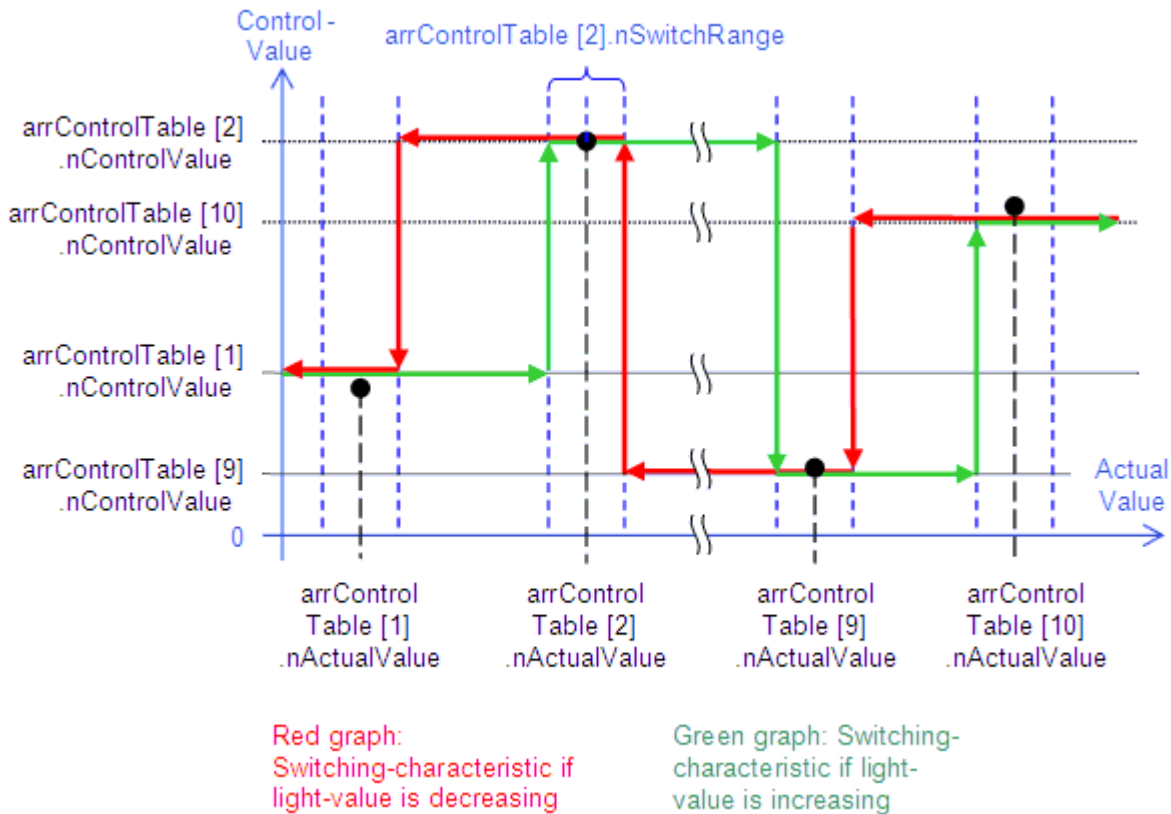 Control -
Value
arrControlTable [2].nSwitchRange
arrControlTable [2]
.nControlValue
arrControlTable [10]
.nControlValue
arrControlTable [1]
.nControlValue
arrControlTable [9]
.nControlValue
Actual
Value
0
arrControl
Table [1]
.nActualValue
arrControl
Table [2]
.nActualValue
arrControl
Table [9]
.nActualValue
arrControl
Table [10]
.nActualValue
Red graph:
Switching-characteristic if
light-value is decreasing
Green graph: Switching-
characteristic if light-
value is increasing